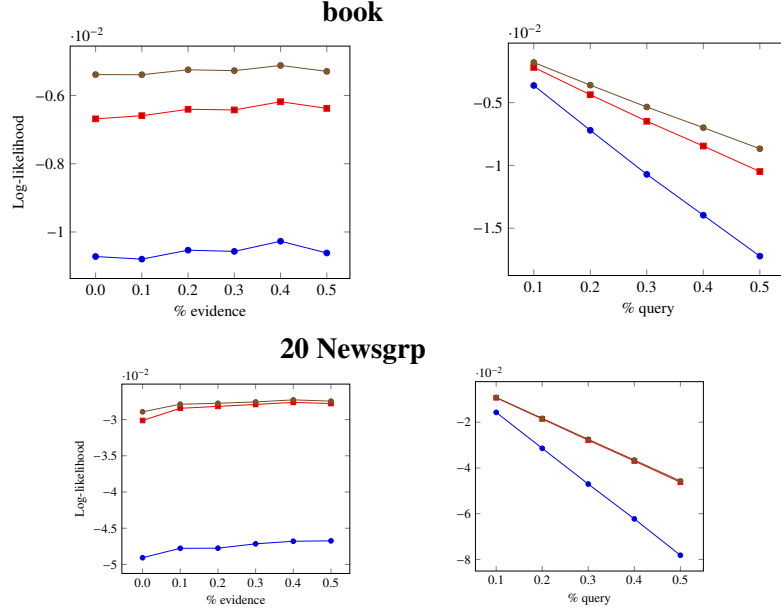 book
·10⁻²
−0.6
−0.8
−1
Log-likelihood
0.0 0.1 0.2 0.3 0.4 0.5
% evidence
·10⁻²
−0.5
−1
−1.5
0.1 0.2 0.3 0.4 0.5
% query
20 Newsgrp
·10⁻²
−3
−3.5
−4
−4.5
−5
Log-likelihood
0.0 0.1 0.2 0.3 0.4 0.5
% evidence
·10⁻²
−2
−4
−6
−8
0.1 0.2 0.3 0.4 0.5
% query